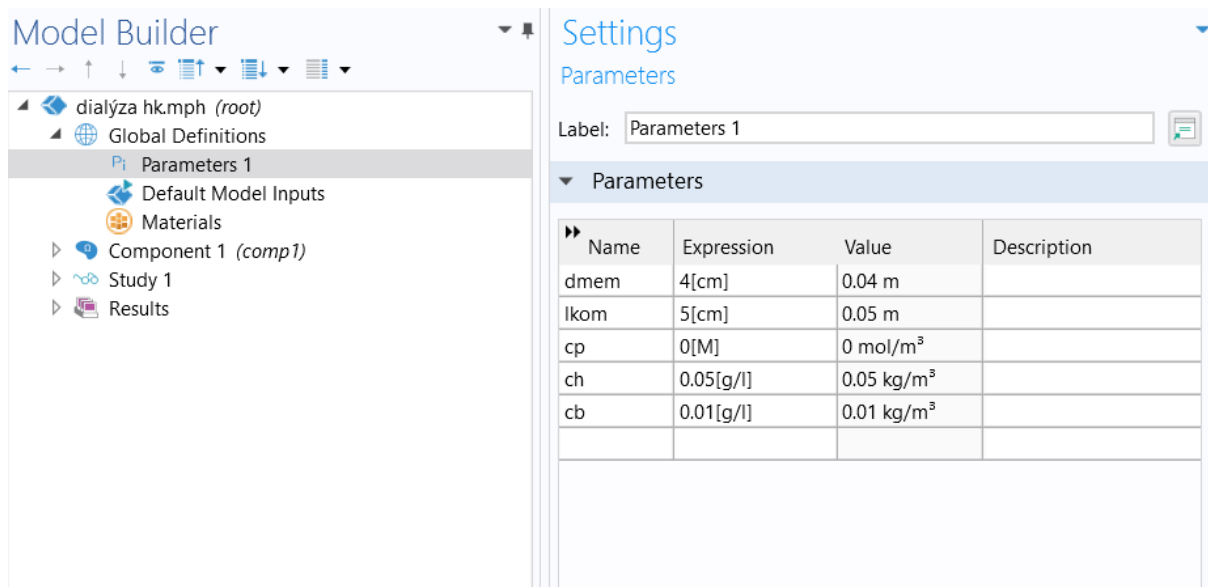 Model Builder
dialýza hk.mph (root)
Global Definitions
Pi Parameters 1
Default Model Inputs
Materials
Component 1 (comp1)
Study 1
Results
Settings
Parameters
Label: Parameters 1
Parameters
Name Expression Value Description
dmem 4[cm] 0.04 m
lkom 5[cm] 0.05 m
cp 0[M] 0 mol/m³
ch 0.05[g/l] 0.05 kg/m³
cb 0.01[g/l] 0.01 kg/m³